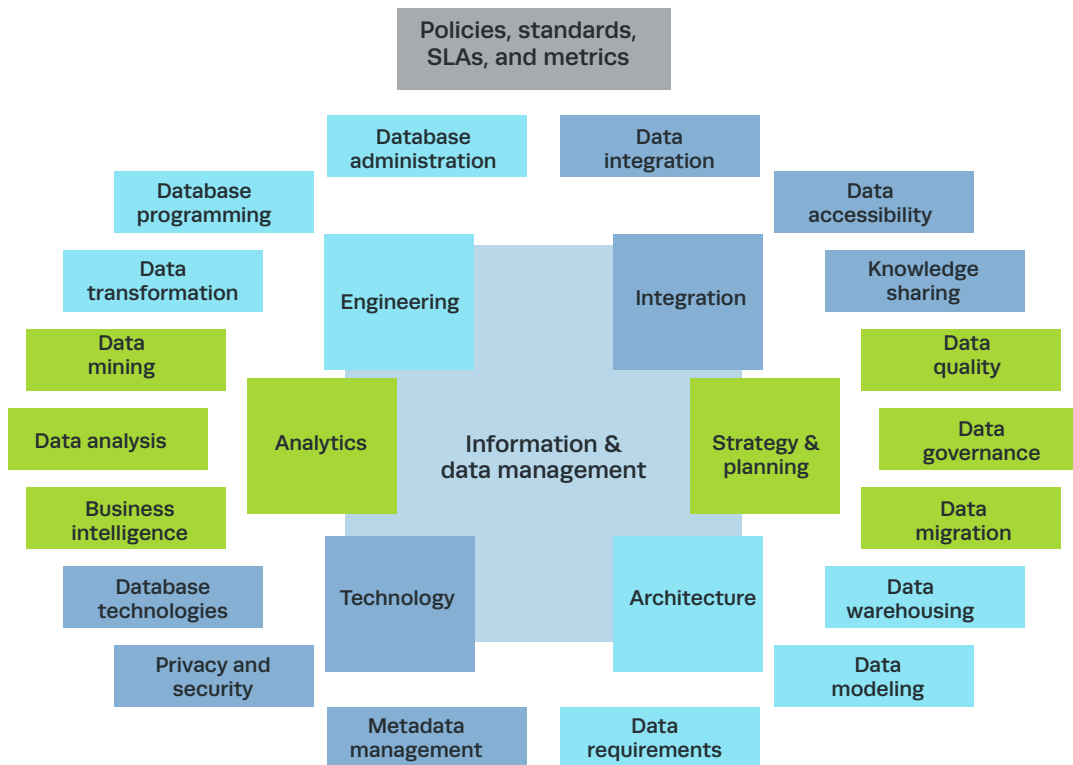 Policies, standards,
SLAs, and metrics
Database
administration
Data
integration
Database
programming
Data
accessibility
Data
transformation
Engineering
Integration
Knowledge
sharing
Data
mining
Data
quality
Data analysis
Analytics
Information &
data management
Strategy &
planning
Data
governance
Business
intelligence
Data
migration
Database
technologies
Technology
Architecture
Data
warehousing
Privacy and
security
Data
modeling
Metadata
management
Data
requirements